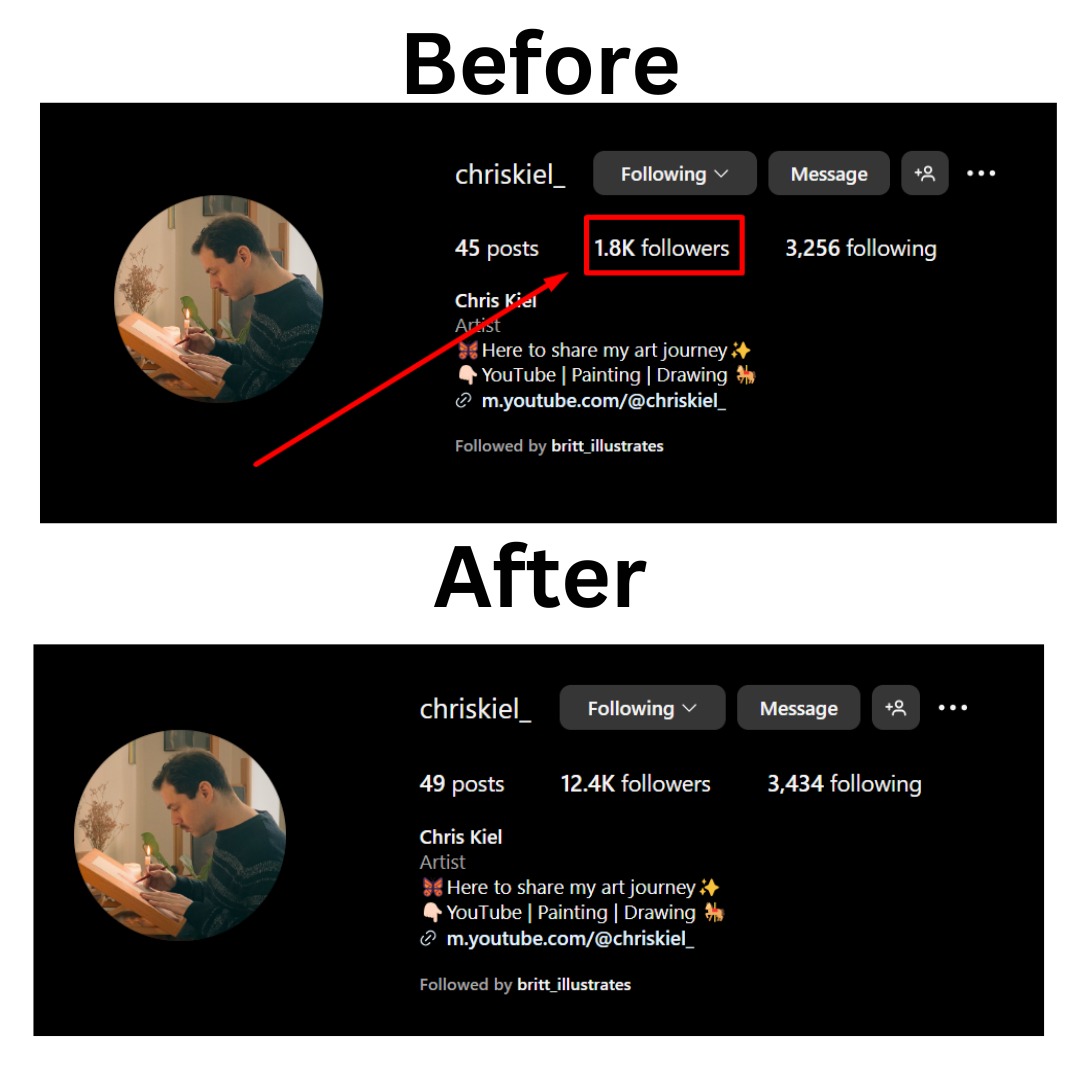 Before
chriskiel_ Following Message
45 posts 1.8K followers 3,256 following
Chris Kiel
Artist
🦋Here to share my art journey✨
👇🏻YouTube | Painting | Drawing 🎠
m.youtube.com/@chriskiel_
Followed by britt_illustrates
After
chriskiel_ Following Message
49 posts 12.4K followers 3,434 following
Chris Kiel
Artist
🦋Here to share my art journey✨
👇🏻YouTube | Painting | Drawing 🎠
m.youtube.com/@chriskiel_
Followed by britt_illustrates